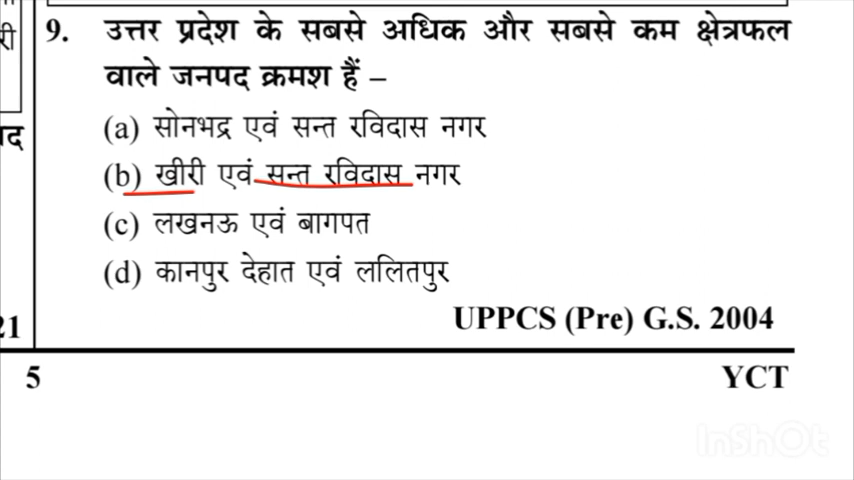 री
9. उत्तर प्रदेश के सबसे अधिक और सबसे कम क्षेत्रफल
वाले जनपद क्रमश हैं –
द
(a) सोनभद्र एवं सन्त रविदास नगर
(b) खीरी एवं सन्त रविदास नगर
(c) लखनऊ एवं बागपत
(d) कानपुर देहात एवं ललितपुर
UPPCS (Pre) G.S. 2004
21
5 YCT
InShOt